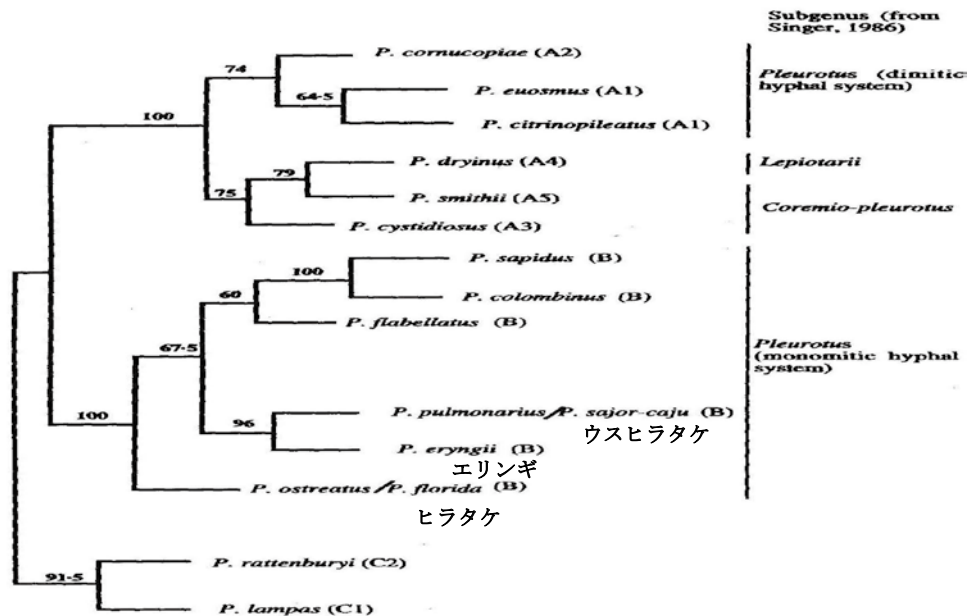 Subgenus (from
Singer, 1986)
P. cornucopiae (A2)
74
Pleurotus (dimitic
hyphal system)
P. euosmus (A1)
64·5
100
P. citrinopileatus (A1)
P. dryinus (A4)
Lepiotarii
79
75
P. smithii (A5)
Coremio-pleurotus
P. cystidiosus (A3)
P. sapidus (B)
100
60
P. colombinus (B)
P. flabellatus (B)
67·5
Pleurotus
(monomitic hyphal
system)
100
P. pulmonarius/P. sajor-caju (B)
96
ウスヒラタケ
P. eryngii (B)
エリンギ
P. ostreatus/P. florida (B)
ヒラタケ
P. rattenburyi (C2)
91·5
P. lampas (C1)